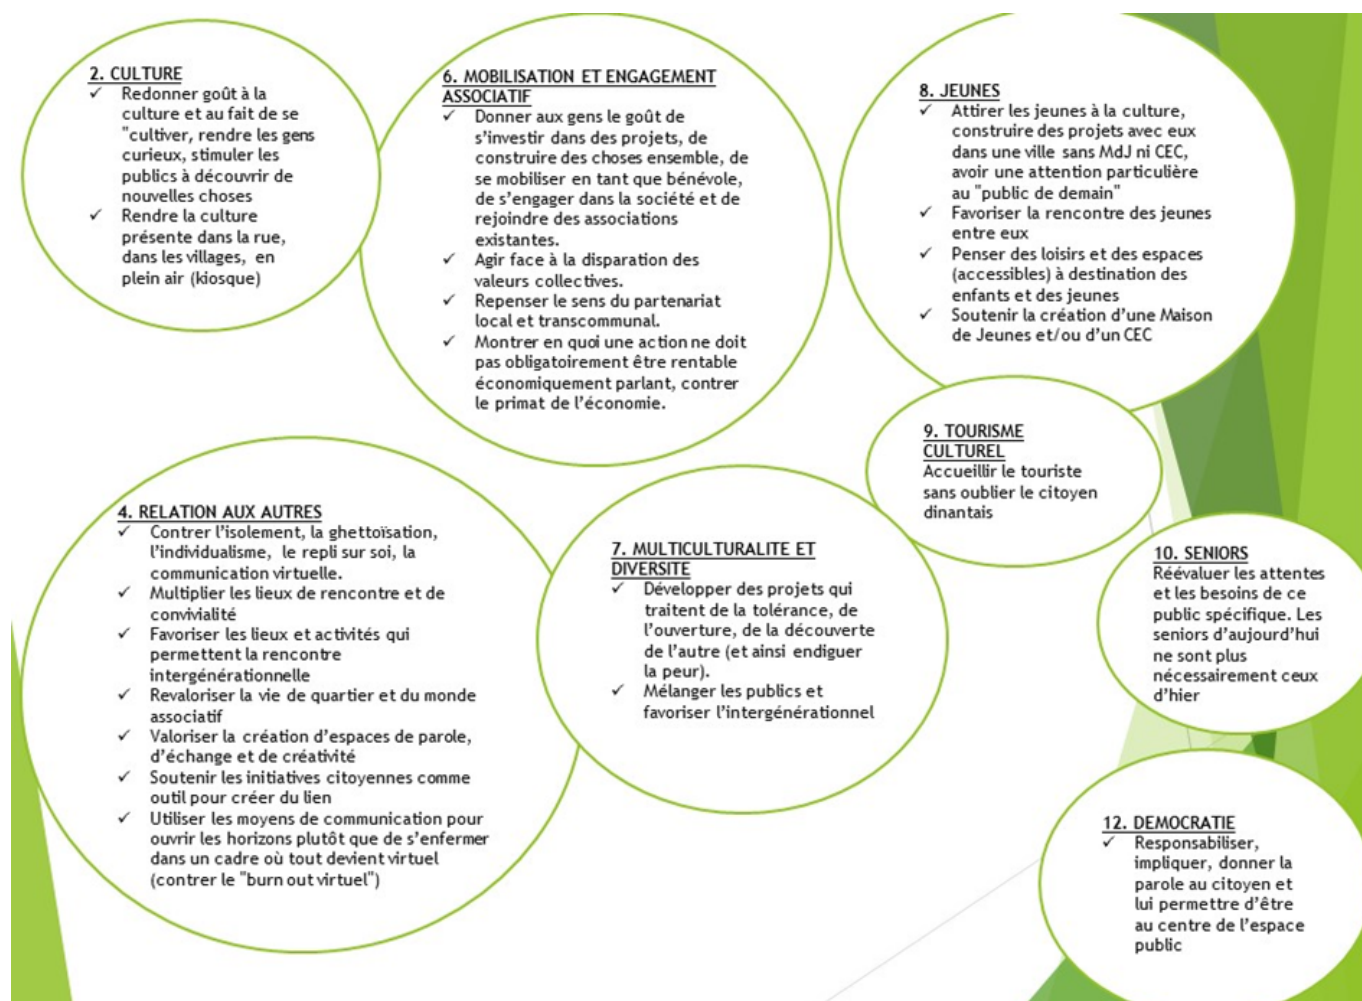 2. CULTURE
✓ Redonner goût à la
culture et au fait de se
"cultiver, rendre les gens
curieux, stimuler les
publics à découvrir de
nouvelles choses
✓ Rendre la culture
présente dans la rue,
dans les villages, en
plein air (kiosque)
6. MOBILISATION ET ENGAGEMENT
ASSOCIATIF
✓ Donner aux gens le goût de
s'investir dans des projets, de
construire des choses ensemble, de
se mobiliser en tant que bénévole,
de s'engager dans la société et de
rejoindre des associations
existantes.
✓ Agir face à la disparation des
valeurs collectives.
✓ Repenser le sens du partenariat
local et transcommunal.
✓ Montrer en quoi une action ne doit
pas obligatoirement être rentable
économiquement parlant, contrer
le primat de l'économie.
8. JEUNES
✓ Attirer les jeunes à la culture,
construire des projets avec eux
dans une ville sans MdJ ni CEC,
avoir une attention particulière
au "public de demain"
✓ Favoriser la rencontre des jeunes
entre eux
✓ Penser des loisirs et des espaces
(accessibles) à destination des
enfants et des jeunes
✓ Soutenir la création d'une Maison
de Jeunes et/ou d'un CEC
9. TOURISME
CULTUREL
Accueillir le touriste
sans oublier le citoyen
dinantais
4. RELATION AUX AUTRES
✓ Contrer l'isolement, la ghettoïsation,
l'individualisme, le repli sur soi, la
communication virtuelle.
✓ Multiplier les lieux de rencontre et de
convivialité
✓ Favoriser les lieux et activités qui
permettent la rencontre
intergénérationnelle
✓ Revaloriser la vie de quartier et du monde
associatif
✓ Valoriser la création d'espaces de parole,
d'échange et de créativité
✓ Soutenir les initiatives citoyennes comme
outil pour créer du lien
✓ Utiliser les moyens de communication pour
ouvrir les horizons plutôt que de s'enfermer
dans un cadre où tout devient virtuel
(contrer le "burn out virtuel")
7. MULTICULTURALITE ET
DIVERSITE
✓ Développer des projets qui
traitent de la tolérance, de
l'ouverture, de la découverte
de l'autre (et ainsi endiguer
la peur).
✓ Mélanger les publics et
favoriser l'intergénérationnel
10. SENIORS
Réévaluer les attentes
et les besoins de ce
public spécifique. Les
seniors d'aujourd'hui
ne sont plus
nécessairement ceux
d'hier
12. DEMOCRATIE
✓ Responsabiliser,
impliquer, donner la
parole au citoyen et
lui permettre d'être
au centre de l'espace
public